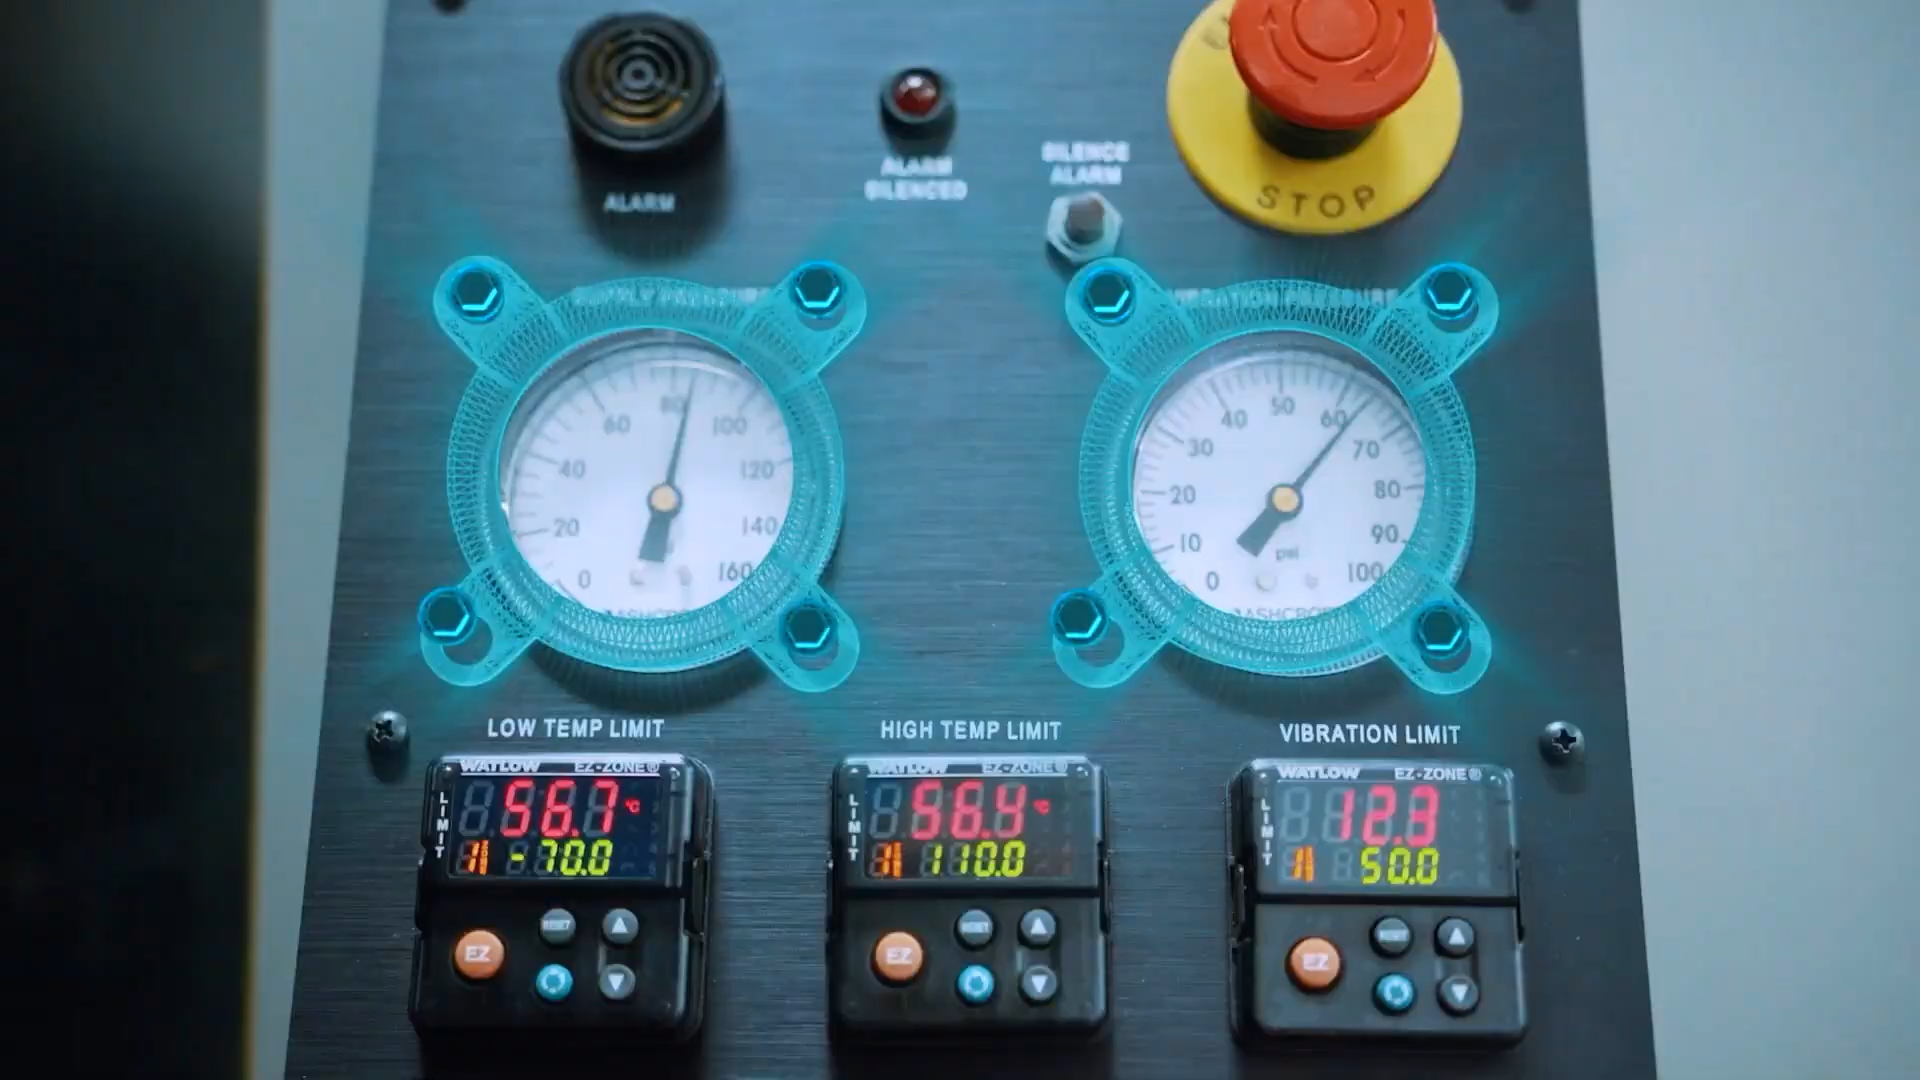 STOP
ALARM
ALARM
SILENCED
SILENCE
ALARM
0 20 40 60 80 100 120 140 160
0 10 20 30 40 50 60 70 80 90 100
psi
LOW TEMP LIMIT
HIGH TEMP LIMIT
VIBRATION LIMIT
WATLOW EZ-ZONE®
LIMIT
56.7 °C
-70.0
EZ
RESET
WATLOW EZ-ZONE®
LIMIT
56.4 °C
110.0
EZ
RESET
WATLOW EZ-ZONE®
LIMIT
12.3
50.0
EZ
RESET